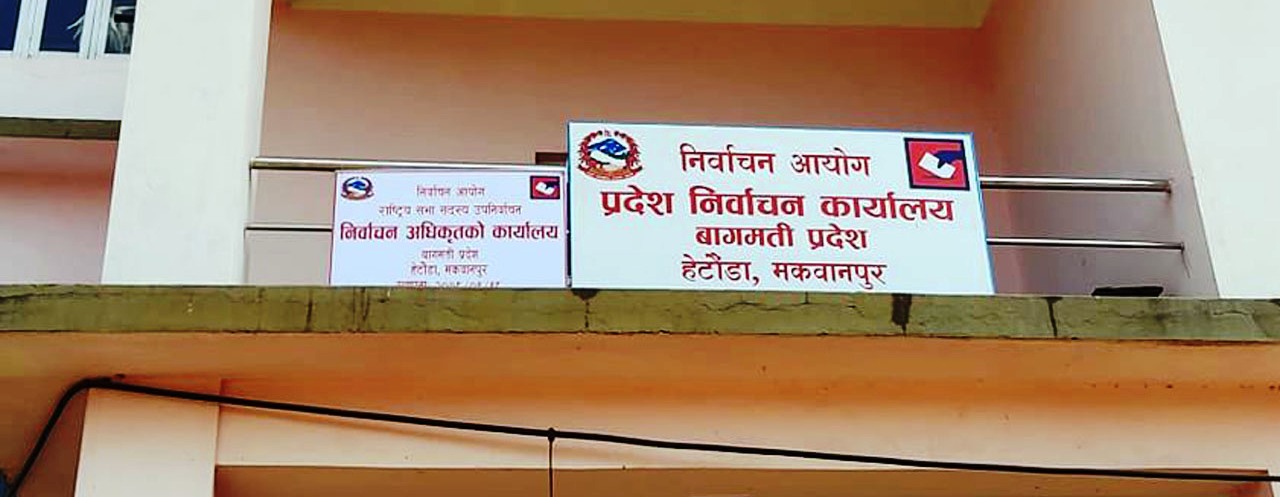 निर्वाचन आयोग
राष्ट्रिय सभा सदस्य उपनिर्वाचन
निर्वाचन अधिकृतको कार्यालय
बागमती प्रदेश
हेटौंडा, मकवानपुर
निर्वाचन आयोग
प्रदेश निर्वाचन कार्यालय
बागमती प्रदेश
हेटौंडा, मकवानपुर